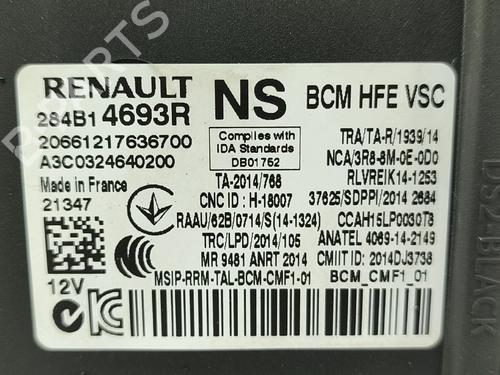 RENAULT NS BCM HFE VSC
284B1 4693R
20661217636700
A3C0324640200
Complies with
IDA Standards
DB01752
TRA/TA-R/1939/14
NCA/3R8-8M-0E-0D0
Made in France
21347
TA-2014/768
RLVREIK14-1253
CNC ID : H-18007
37625/SDPPI/2014 2684
RAAU/62B/0714/S(14-1324)
CCAH15LP0030T8
TRC/LPD/2014/105
ANATEL 4069-14-2149
MR 9481 ANRT 2014
CMIIT ID: 2014DJ3738
12V
MSIP-RRM-TAL-BCM-CMF1-01
BCM_CMF1_01
DS2 BLACK